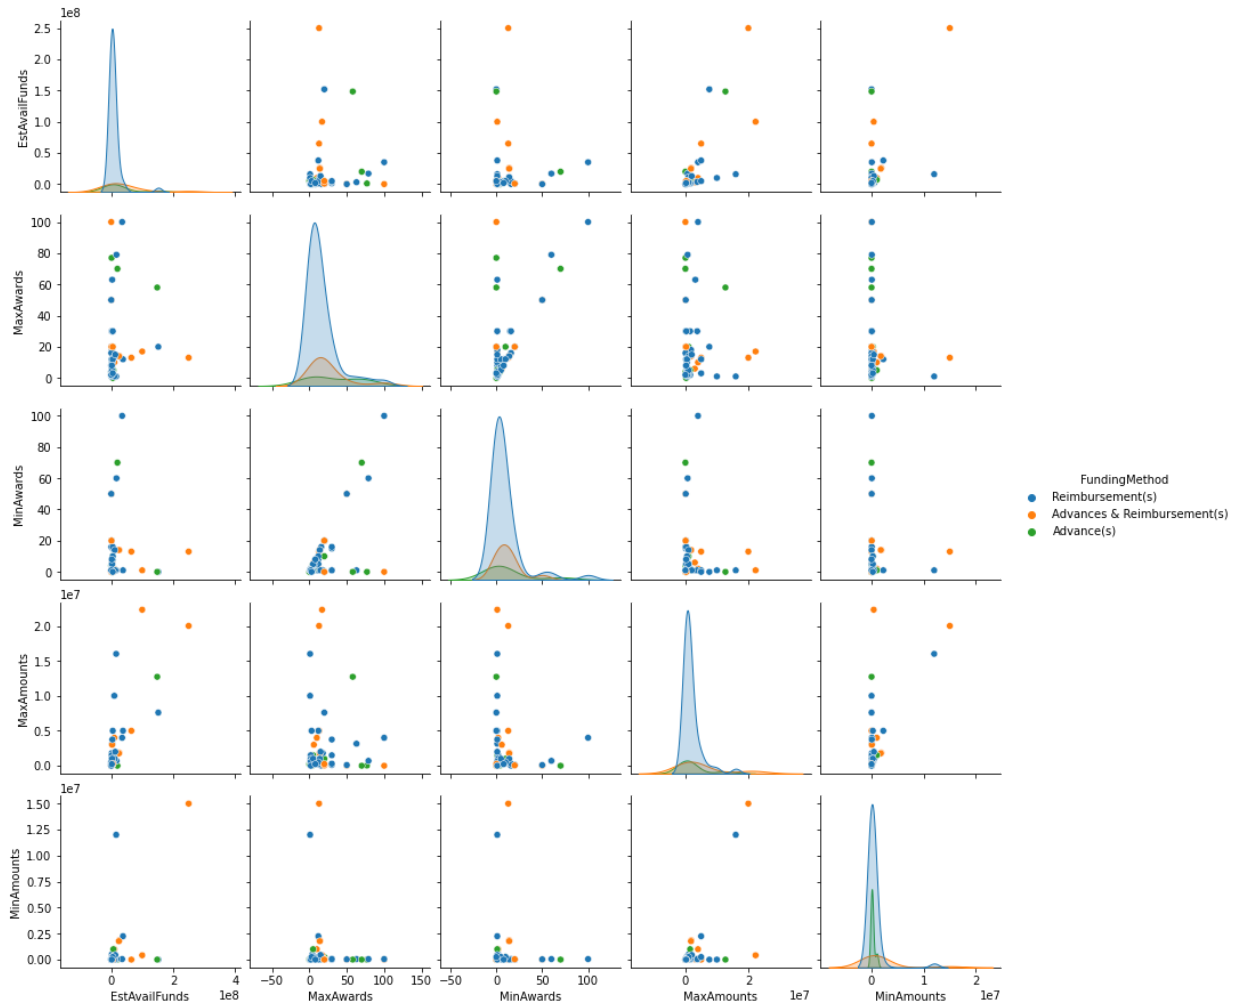 1e8
2.5
2.0
1.5
1.0
0.5
0.0
EstAvailFunds
100
80
60
40
20
0
MaxAwards
100
80
60
40
20
0
MinAwards
FundingMethod
Reimbursement(s)
Advances & Reimbursement(s)
Advance(s)
1e7
2.0
1.5
1.0
0.5
0.0
MaxAmounts
1e7
1.50
1.25
1.00
0.75
0.50
0.25
0.00
MinAmounts
0 2 4
EstAvailFunds 1e8
−50 0 50 100 150
MaxAwards
−50 0 50 100
MinAwards
0 2 4
MaxAmounts 1e7
0 1 2
MinAmounts 1e7